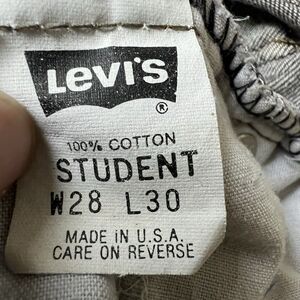 Levi's
®
100% COTTON
STUDENT
W28 L30
MADE IN U.S.A.
CARE ON REVERSE